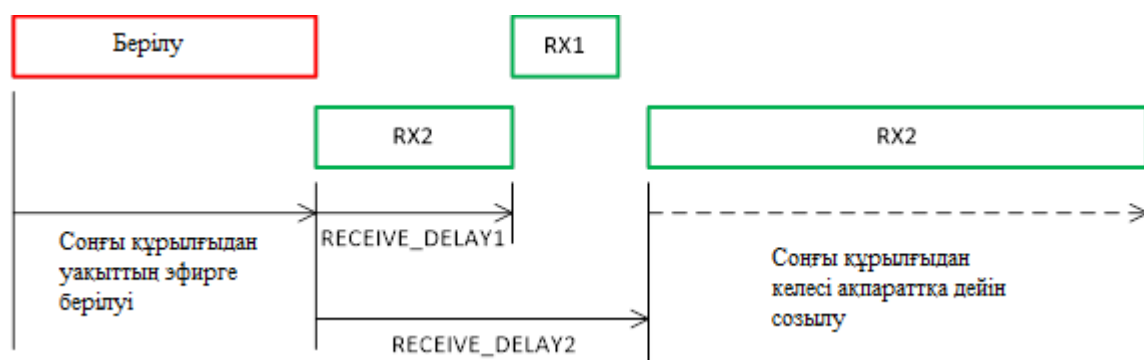 Берілу
RX1
RX2
RX2
RECEIVE_DELAY1
Соңғы құрылғыдан
уақыттың эфирге
берілуі
Соңғы құрылғыдан
келесі ақпаратқа дейін
созылу
RECEIVE_DELAY2